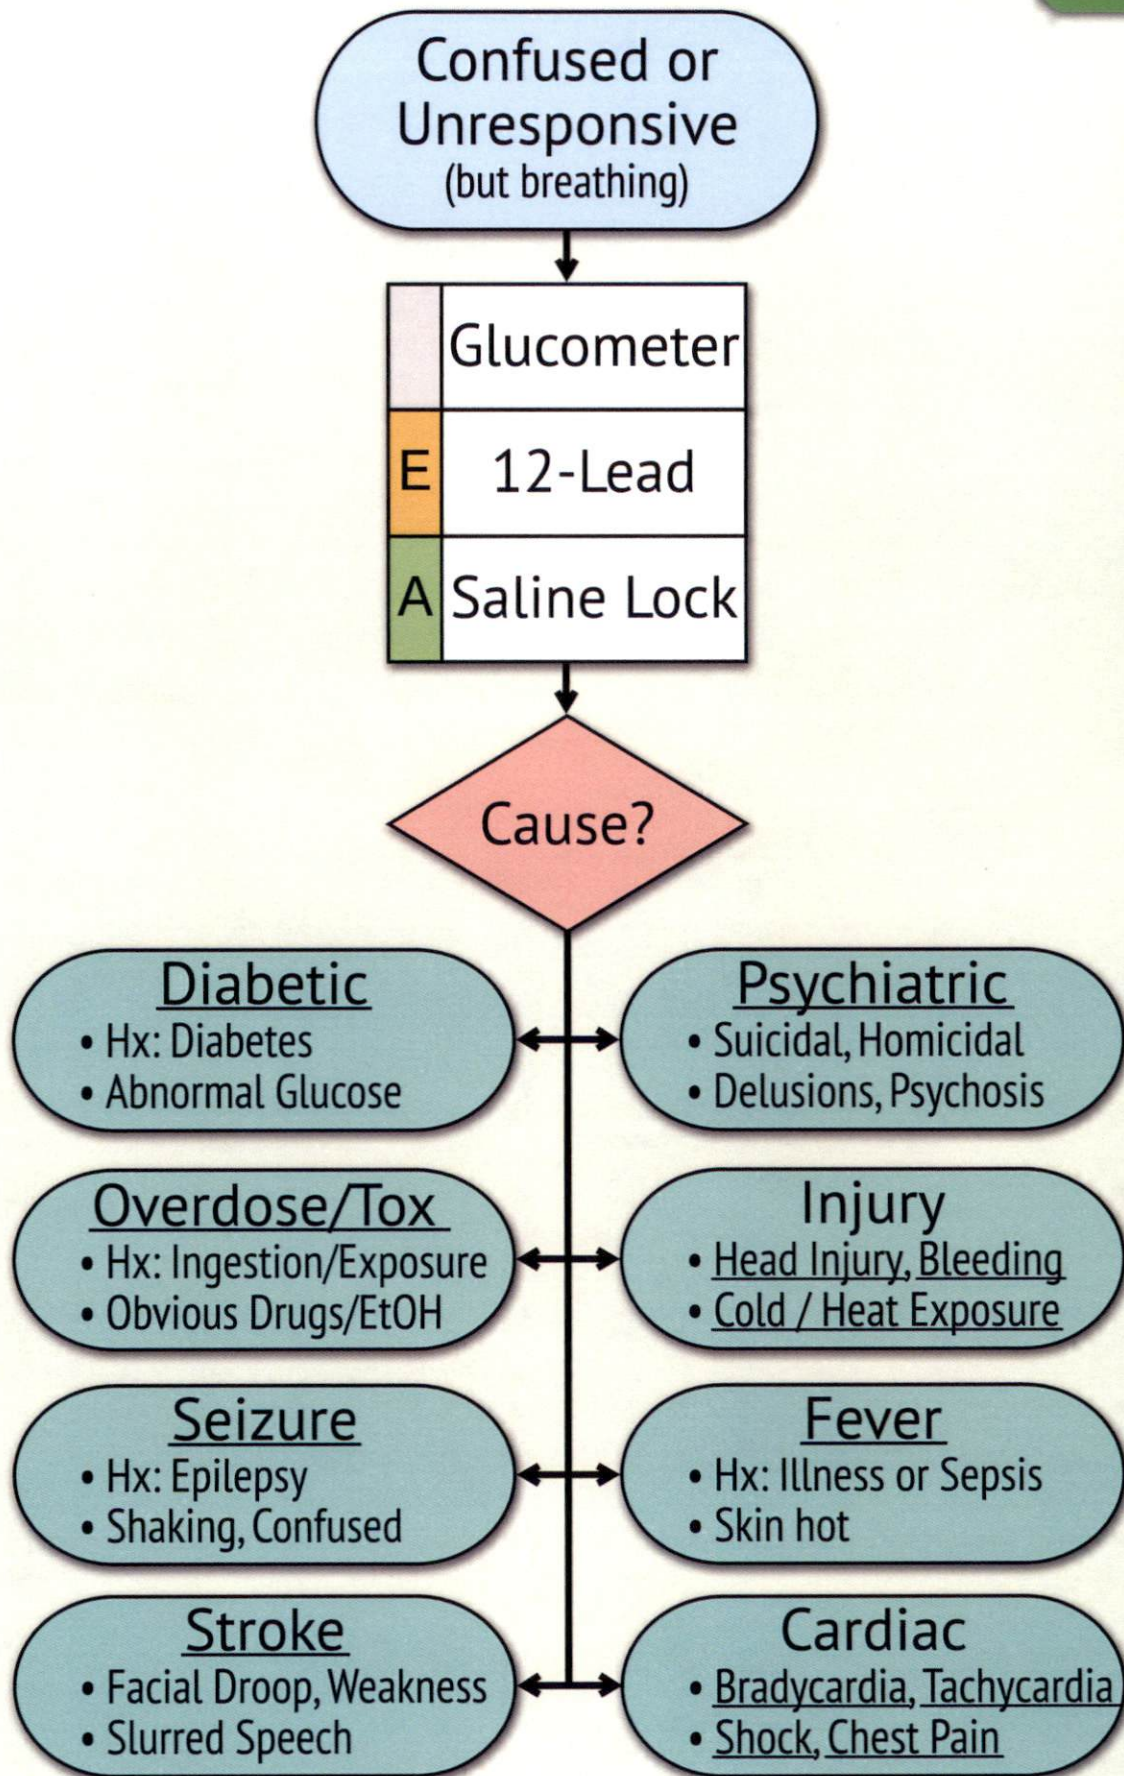 Confused or
Unresponsive
(but breathing)
Glucometer
E 12-Lead
A Saline Lock
Cause?
Diabetic
• Hx: Diabetes
• Abnormal Glucose
Psychiatric
• Suicidal, Homicidal
• Delusions, Psychosis
Overdose/Tox
• Hx: Ingestion/Exposure
• Obvious Drugs/EtOH
Injury
• Head Injury, Bleeding
• Cold / Heat Exposure
Seizure
• Hx: Epilepsy
• Shaking, Confused
Fever
• Hx: Illness or Sepsis
• Skin hot
Stroke
• Facial Droop, Weakness
• Slurred Speech
Cardiac
• Bradycardia, Tachycardia
• Shock, Chest Pain